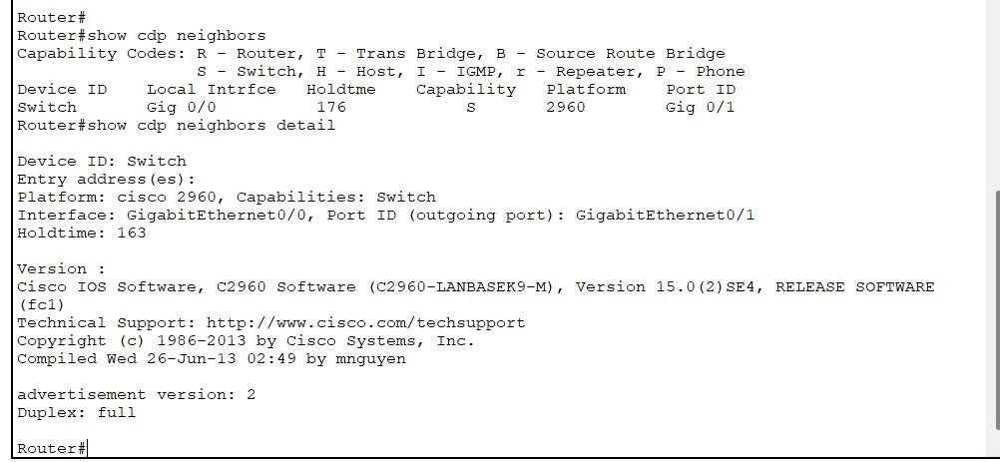 Router#
Router#show cdp neighbors
Capability Codes: R - Router, T - Trans Bridge, B - Source Route Bridge
S - Switch, H - Host, I - IGMP, r - Repeater, P - Phone
Device ID    Local Intrfce   Holdtme    Capability   Platform    Port ID
Switch       Gig 0/0          176            S       2960        Gig 0/1
Router#show cdp neighbors detail
Device ID: Switch
Entry address(es):
Platform: cisco 2960, Capabilities: Switch
Interface: GigabitEthernet0/0, Port ID (outgoing port): GigabitEthernet0/1
Holdtime: 163
Version :
Cisco IOS Software, C2960 Software (C2960-LANBASEK9-M), Version 15.0(2)SE4, RELEASE SOFTWARE
(fc1)
Technical Support: http://www.cisco.com/techsupport
Copyright (c) 1986-2013 by Cisco Systems, Inc.
Compiled Wed 26-Jun-13 02:49 by mnguyen
advertisement version: 2
Duplex: full
Router#